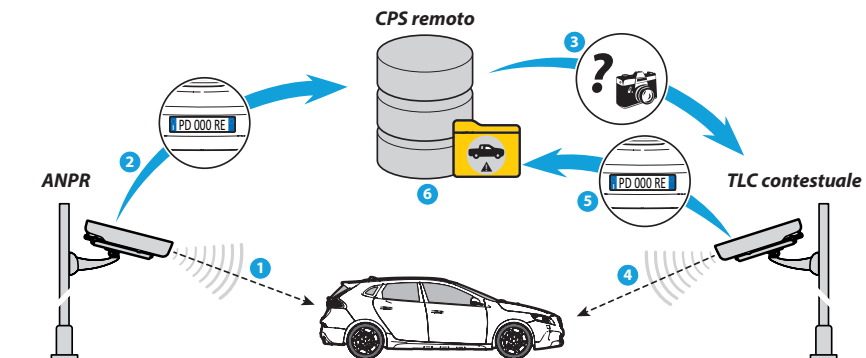 CPS remoto
3
?
PD 000 RE
2
ANPR
6
PD 000 RE
5
TLC contestuale
1
4